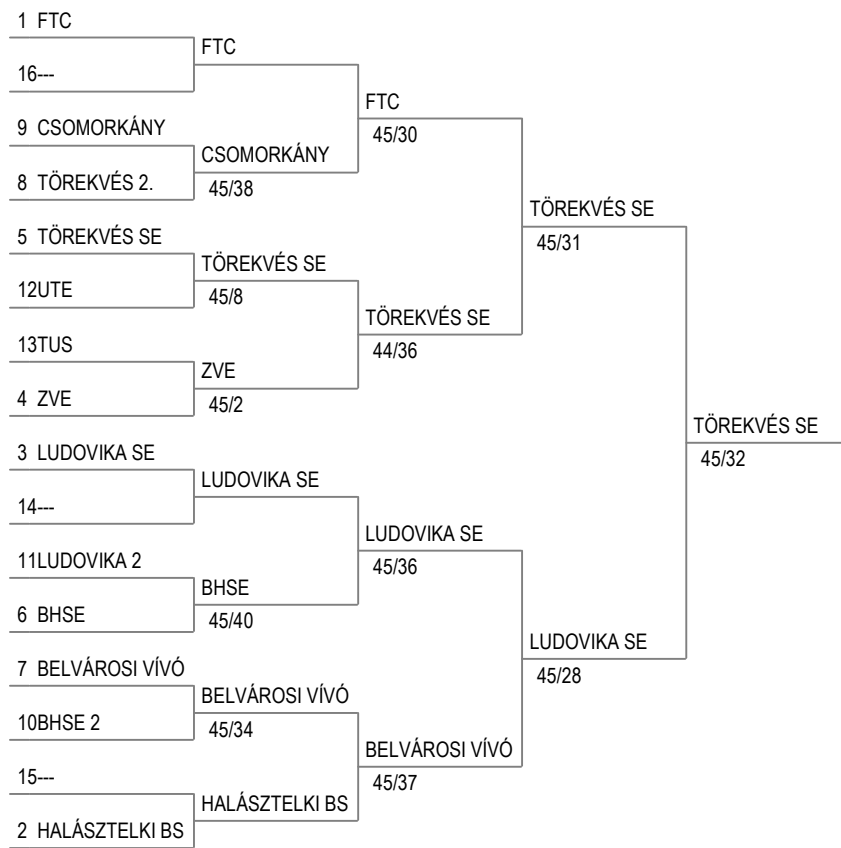 1 FTC
FTC
16---
FTC
45/30
9 CSOMORKÁNY
CSOMORKÁNY
45/38
8 TÖREKVÉS 2.
TÖREKVÉS SE
45/31
5 TÖREKVÉS SE
TÖREKVÉS SE
45/8
12UTE
TÖREKVÉS SE
44/36
13TUS
ZVE
45/2
4 ZVE
TÖREKVÉS SE
45/32
3 LUDOVIKA SE
LUDOVIKA SE
14---
LUDOVIKA SE
45/36
11LUDOVIKA 2
BHSE
45/40
6 BHSE
LUDOVIKA SE
45/28
7 BELVÁROSI VÍVÓ
BELVÁROSI VÍVÓ
45/34
10BHSE 2
BELVÁROSI VÍVÓ
45/37
15---
HALÁSZTELKI BS
2 HALÁSZTELKI BS